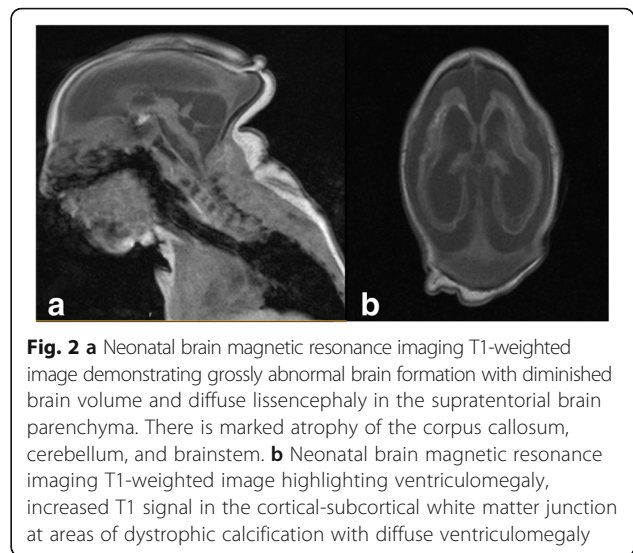 a
b
Fig. 2 a Neonatal brain magnetic resonance imaging T1-weighted
image demonstrating grossly abnormal brain formation with diminished
brain volume and diffuse lissencephaly in the supratentorial brain
parenchyma. There is marked atrophy of the corpus callosum,
cerebellum, and brainstem. b Neonatal brain magnetic resonance
imaging T1-weighted image highlighting ventriculomegaly,
increased T1 signal in the cortical-subcortical white matter junction
at areas of dystrophic calcification with diffuse ventriculomegaly